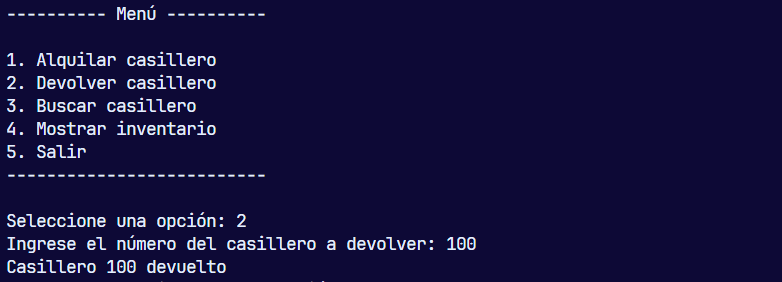 ---------- Menú ----------
1. Alquilar casillero
2. Devolver casillero
3. Buscar casillero
4. Mostrar inventario
5. Salir
--------------------------
Seleccione una opción: 2
Ingrese el número del casillero a devolver: 100
Casillero 100 devuelto